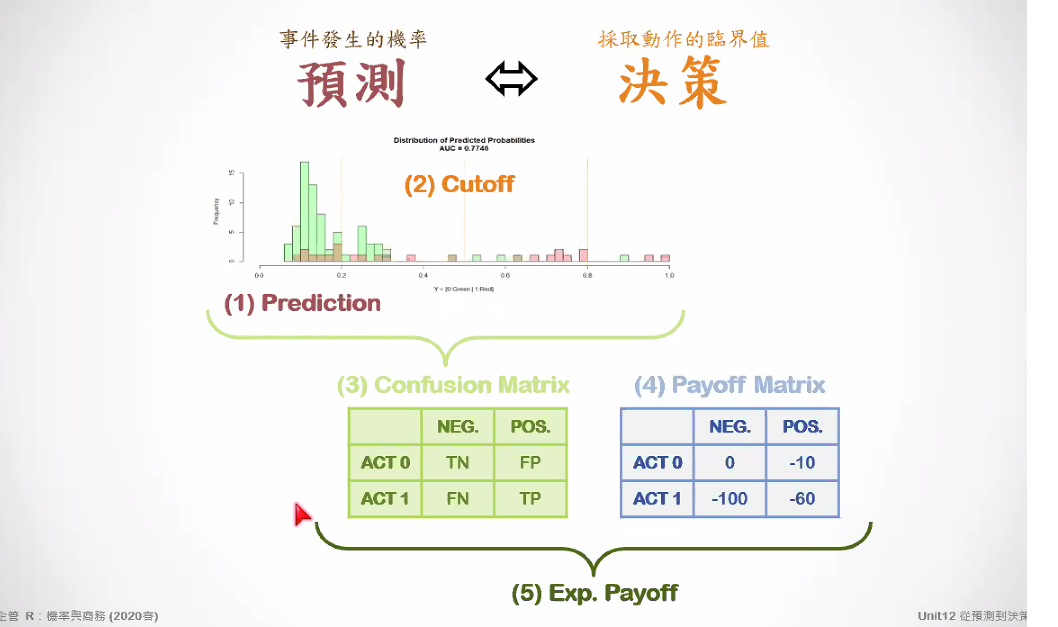 事件發生的機率
採取動作的臨界值
預測
決策
Distribution of Predicted Probabilities
AUC = 0.7746
(2) Cutoff
Frequency
15
10
5
0
0.0 0.2 0.4 0.6 0.8 1.0
Y = {0 Green | 1 Red}
(1) Prediction
(3) Confusion Matrix
NEG. POS.
ACT 0 TN FP
ACT 1 FN TP
(4) Payoff Matrix
NEG. POS.
ACT 0 0 -10
ACT 1 -100 -60
(5) Exp. Payoff
企管 R：機率與商務 (2020春)
Unit12 從預測到決策